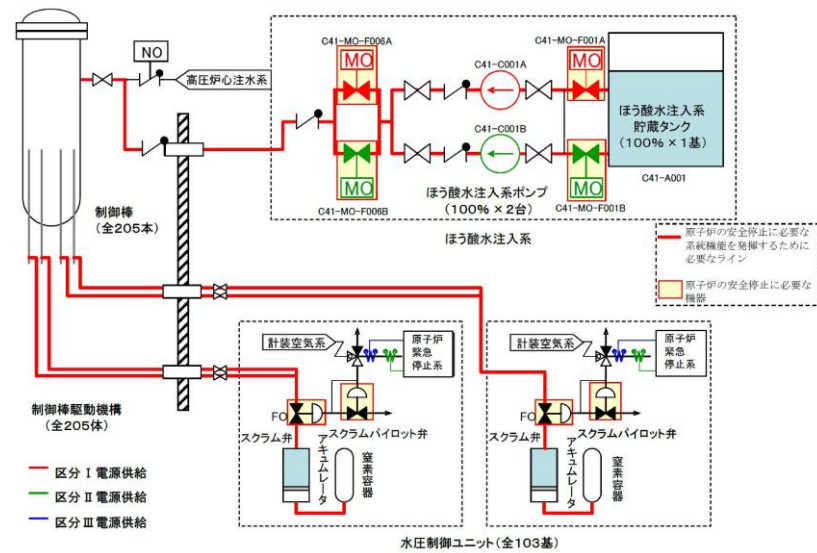 NO
高圧炉心注水系
C41-MO-F006A
MO
C41-C001A
C41-MO-F001A
MO
ほう酸水注入系
貯蔵タンク
(100%×1基)
C41-A001
MO
C41-MO-F006B
C41-C001B
MO
C41-MO-F001B
ほう酸水注入系ポンプ
(100%×2台)
ほう酸水注入系
原子炉の安全停止に必要な
系統機能を発揮するために
必要なライン
原子炉の安全停止に必要な
機器
制御棒
(全205本)
制御棒駆動機構
(全205体)
計装空気系
原子炉
緊急
停止系
FO
スクラム弁
スクラムパイロット弁
アキュムレータ
窒素容器
計装空気系
原子炉
緊急
停止系
FO
スクラム弁
スクラムパイロット弁
アキュムレータ
窒素容器
水圧制御ユニット(全103基)
区分Ⅰ電源供給
区分Ⅱ電源供給
区分Ⅲ電源供給